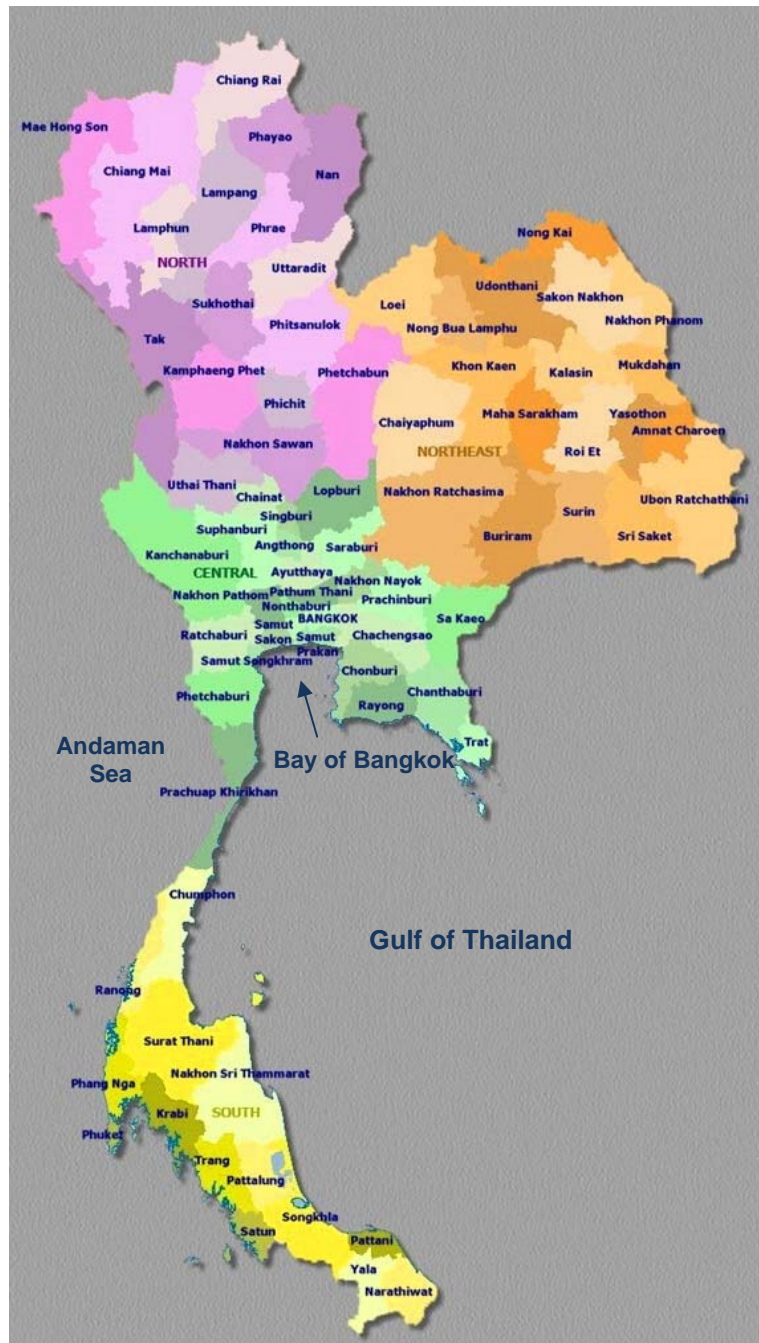 Chiang Rai
Mae Hong Son
Phayao
Chiang Mai
Nan
Lampang
Lamphun
Phrae
NORTH
Uttaradit
Sukhothai
Tak
Phitsanulok
Kamphaeng Phet
Phetchabun
Phichit
Nakhon Sawan
Uthai Thani
Nong Kai
Udonthani
Sakon Nakhon
Loei
Nakhon Phanom
Nong Bua Lamphu
Khon Kaen
Kalasin
Mukdahan
Chaiyaphum
Maha Sarakham
Yasothon
Amnat Charoen
NORTHEAST
Roi Et
Nakhon Ratchasima
Ubon Ratchathani
Surin
Buriram
Sri Saket
Chainat
Lopburi
Singburi
Suphanburi
Angthong
Saraburi
Kanchanaburi
CENTRAL
Ayutthaya
Nakhon Nayok
Nakhon Pathom
Pathum Thani
Prachinburi
Nonthaburi
Sa Kaeo
BANGKOK
Ratchaburi
Samut
Sakon
Samut
Prakan
Chachengsao
Samut Songkhram
Chonburi
Phetchaburi
Chanthaburi
Rayong
Trat
Andaman
Sea
Bay of Bangkok
Prachuap Khirikhan
Chumphon
Gulf of Thailand
Ranong
Surat Thani
Nakhon Sri Thammarat
Phang Nga
Krabi
SOUTH
Phuket
Trang
Pattalung
Songkhla
Satun
Pattani
Yala
Narathiwat